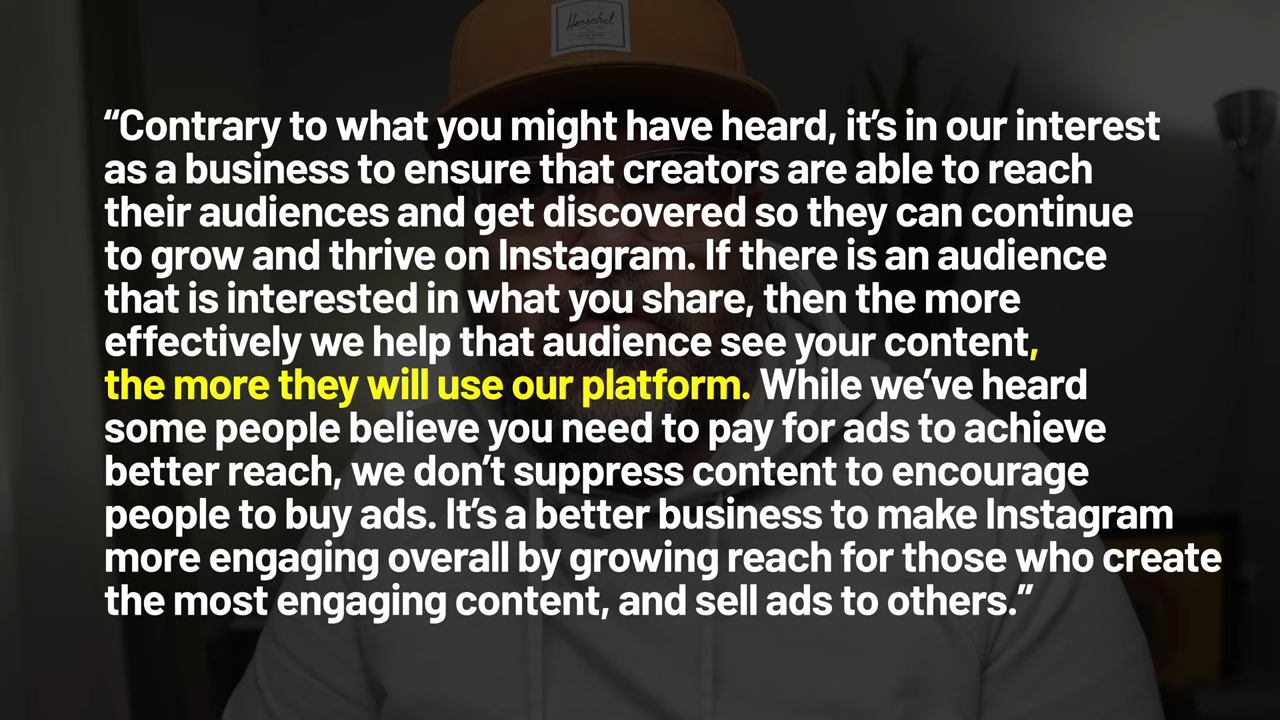 Herschel
“Contrary to what you might have heard, it’s in our interest
as a business to ensure that creators are able to reach
their audiences and get discovered so they can continue
to grow and thrive on Instagram. If there is an audience
that is interested in what you share, then the more
effectively we help that audience see your content,
the more they will use our platform. While we’ve heard
some people believe you need to pay for ads to achieve
better reach, we don’t suppress content to encourage
people to buy ads. It’s a better business to make Instagram
more engaging overall by growing reach for those who create
the most engaging content, and sell ads to others.”